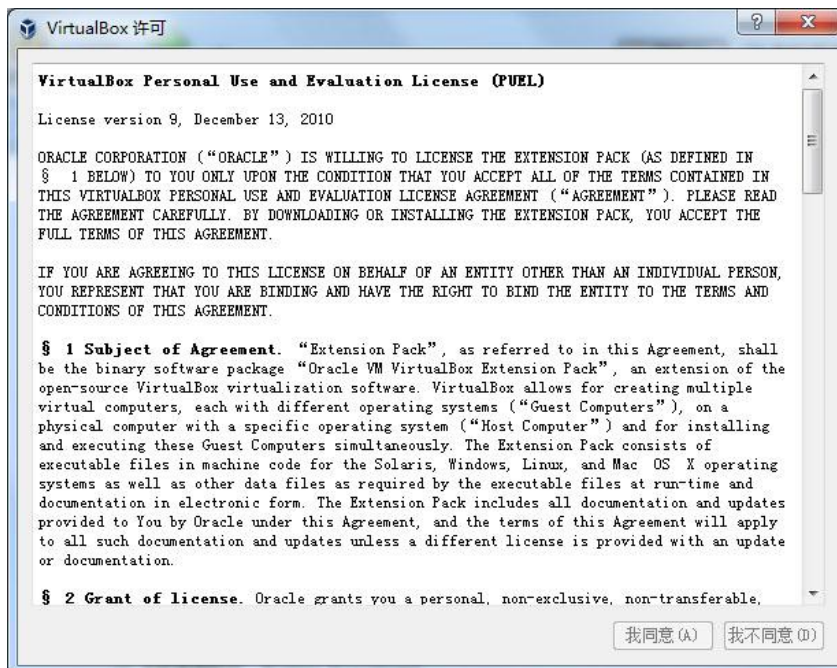 VirtualBox 许可
VirtualBox Personal Use and Evaluation License (PUEL)
License version 9, December 13, 2010
ORACLE CORPORATION (“ORACLE”) IS WILLING TO LICENSE THE EXTENSION PACK (AS DEFINED IN
§ 1 BELOW) TO YOU ONLY UPON THE CONDITION THAT YOU ACCEPT ALL OF THE TERMS CONTAINED IN
THIS VIRTUALBOX PERSONAL USE AND EVALUATION LICENSE AGREEMENT (“AGREEMENT”). PLEASE READ
THE AGREEMENT CAREFULLY. BY DOWNLOADING OR INSTALLING THE EXTENSION PACK, YOU ACCEPT THE
FULL TERMS OF THIS AGREEMENT.
IF YOU ARE AGREEING TO THIS LICENSE ON BEHALF OF AN ENTITY OTHER THAN AN INDIVIDUAL PERSON,
YOU REPRESENT THAT YOU ARE BINDING AND HAVE THE RIGHT TO BIND THE ENTITY TO THE TERMS AND
CONDITIONS OF THIS AGREEMENT.
§ 1 Subject of Agreement. “Extension Pack”, as referred to in this Agreement, shall
be the binary software package “Oracle VM VirtualBox Extension Pack”, an extension of the
open-source VirtualBox virtualization software. VirtualBox allows for creating multiple
virtual computers, each with different operating systems (“Guest Computers”), on a
physical computer with a specific operating system (“Host Computer”) and for installing
and executing these Guest Computers simultaneously. The Extension Pack consists of
executable files in machine code for the Solaris, Windows, Linux, and Mac OS X operating
systems as well as other data files as required by the executable files at run-time and
documentation in electronic form. The Extension Pack includes all documentation and updates
provided to You by Oracle under this Agreement, and the terms of this Agreement will apply
to all such documentation and updates unless a different license is provided with an update
or documentation.
§ 2 Grant of license. Oracle grants you a personal, non-exclusive, non-transferable,
我同意(A) 我不同意(D)